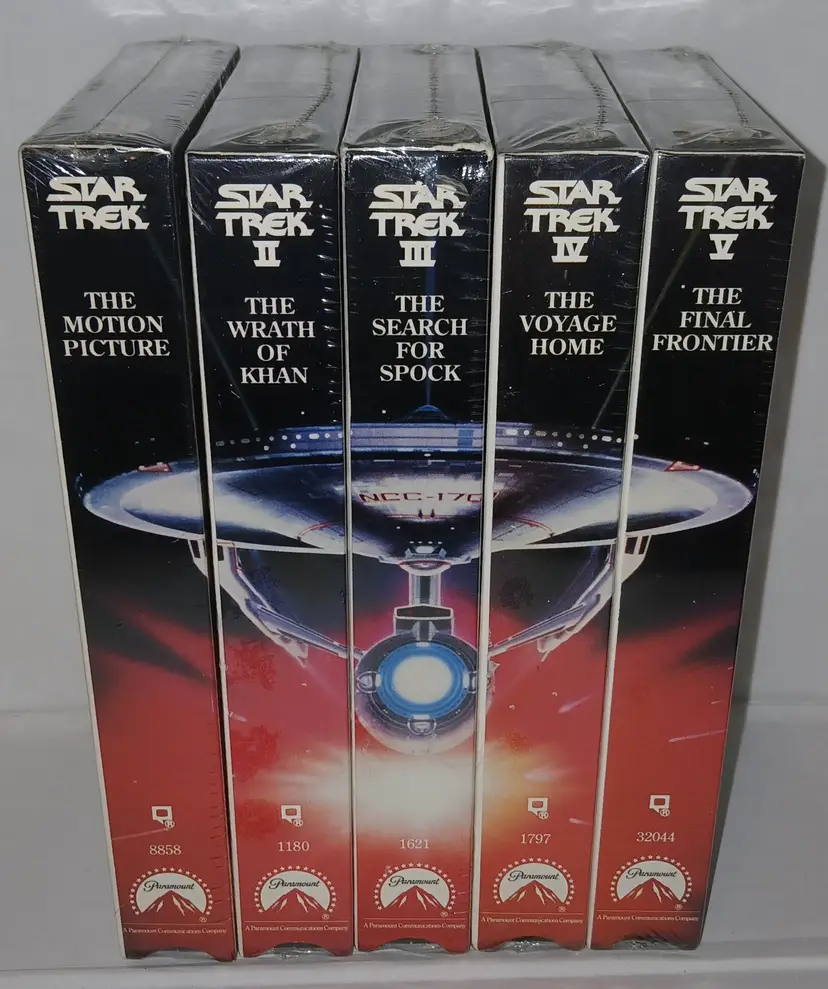 STAR
TREK
THE
MOTION
PICTURE
8858
Paramount
A Paramount Communications Company
STAR
TREK
II
THE
WRATH
OF
KHAN
1180
Paramount
A Paramount Communications Company
STAR
TREK
III
THE
SEARCH
FOR
SPOCK
NCC-1701
1621
Paramount
A Paramount Communications Company
STAR
TREK
IV
THE
VOYAGE
HOME
1797
Paramount
A Paramount Communications Company
STAR
TREK
V
THE
FINAL
FRONTIER
32044
Paramount
A Paramount Communications Company